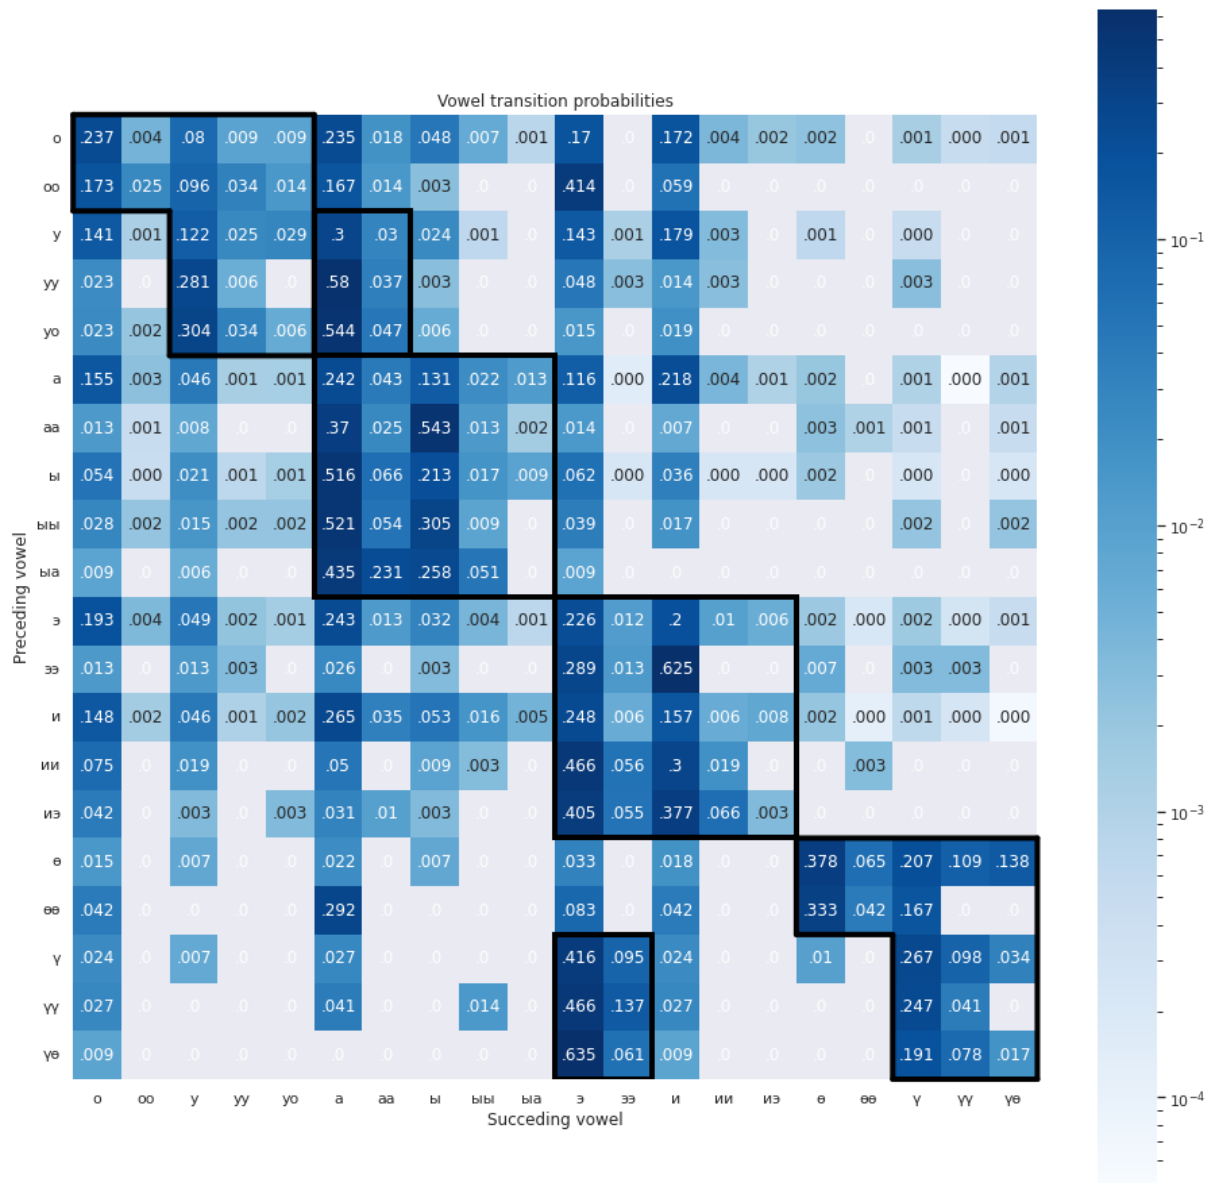 Vowel transition probabilities
о .237 .004 .08 .009 .009 .235 .018 .048 .007 .001 .17 .0 .172 .004 .002 .002 .0 .001 .000 .001
оо .173 .025 .096 .034 .014 .167 .014 .003 .0 .0 .414 .0 .059 .0 .0 .0 .0 .0 .0 .0
у .141 .001 .122 .025 .029 .3 .03 .024 .001 .0 .143 .001 .179 .003 .0 .001 .0 .000 .0 .0
уу .023 .0 .281 .006 .0 .58 .037 .003 .0 .0 .048 .003 .014 .003 .0 .0 .0 .003 .0 .0
уо .023 .002 .304 .034 .006 .544 .047 .006 .0 .0 .015 .0 .019 .0 .0 .0 .0 .0 .0 .0
а .155 .003 .046 .001 .001 .242 .043 .131 .022 .013 .116 .000 .218 .004 .001 .002 .0 .001 .000 .001
аа .013 .001 .008 .0 .0 .37 .025 .543 .013 .002 .014 .0 .007 .0 .0 .003 .001 .001 .0 .001
ы .054 .000 .021 .001 .001 .516 .066 .213 .017 .009 .062 .000 .036 .000 .000 .002 .0 .000 .0 .000
ыы .028 .002 .015 .002 .002 .521 .054 .305 .009 .0 .039 .0 .017 .0 .0 .0 .0 .002 .0 .002
ыа .009 .0 .006 .0 .0 .435 .231 .258 .051 .0 .009 .0 .0 .0 .0 .0 .0 .0 .0 .0
э .193 .004 .049 .002 .001 .243 .013 .032 .004 .001 .226 .012 .2 .01 .006 .002 .000 .002 .000 .001
ээ .013 .0 .013 .003 .0 .026 .0 .003 .0 .0 .289 .013 .625 .0 .0 .007 .0 .003 .003 .0
и .148 .002 .046 .001 .002 .265 .035 .053 .016 .005 .248 .006 .157 .006 .008 .002 .000 .001 .000 .000
ии .075 .0 .019 .0 .0 .05 .0 .009 .003 .0 .466 .056 .3 .019 .0 .0 .003 .0 .0 .0
иэ .042 .0 .003 .0 .003 .031 .01 .003 .0 .0 .405 .055 .377 .066 .003 .0 .0 .0 .0 .0
ө .015 .0 .007 .0 .0 .022 .0 .007 .0 .0 .033 .0 .018 .0 .0 .378 .065 .207 .109 .138
өө .042 .0 .0 .0 .0 .292 .0 .0 .0 .0 .083 .0 .042 .0 .0 .333 .042 .167 .0 .0
ү .024 .0 .007 .0 .0 .027 .0 .0 .0 .0 .416 .095 .024 .0 .0 .01 .0 .267 .098 .034
үү .027 .0 .0 .0 .0 .041 .0 .0 .014 .0 .466 .137 .027 .0 .0 .0 .0 .247 .041 .0
үө .009 .0 .0 .0 .0 .0 .0 .0 .0 .0 .635 .061 .009 .0 .0 .0 .0 .191 .078 .017
о оо у уу уо а аа ы ыы ыа э ээ и ии иэ ө өө ү үү үө
Succeding vowel
Preceding vowel
10⁻¹
10⁻²
10⁻³
10⁻⁴